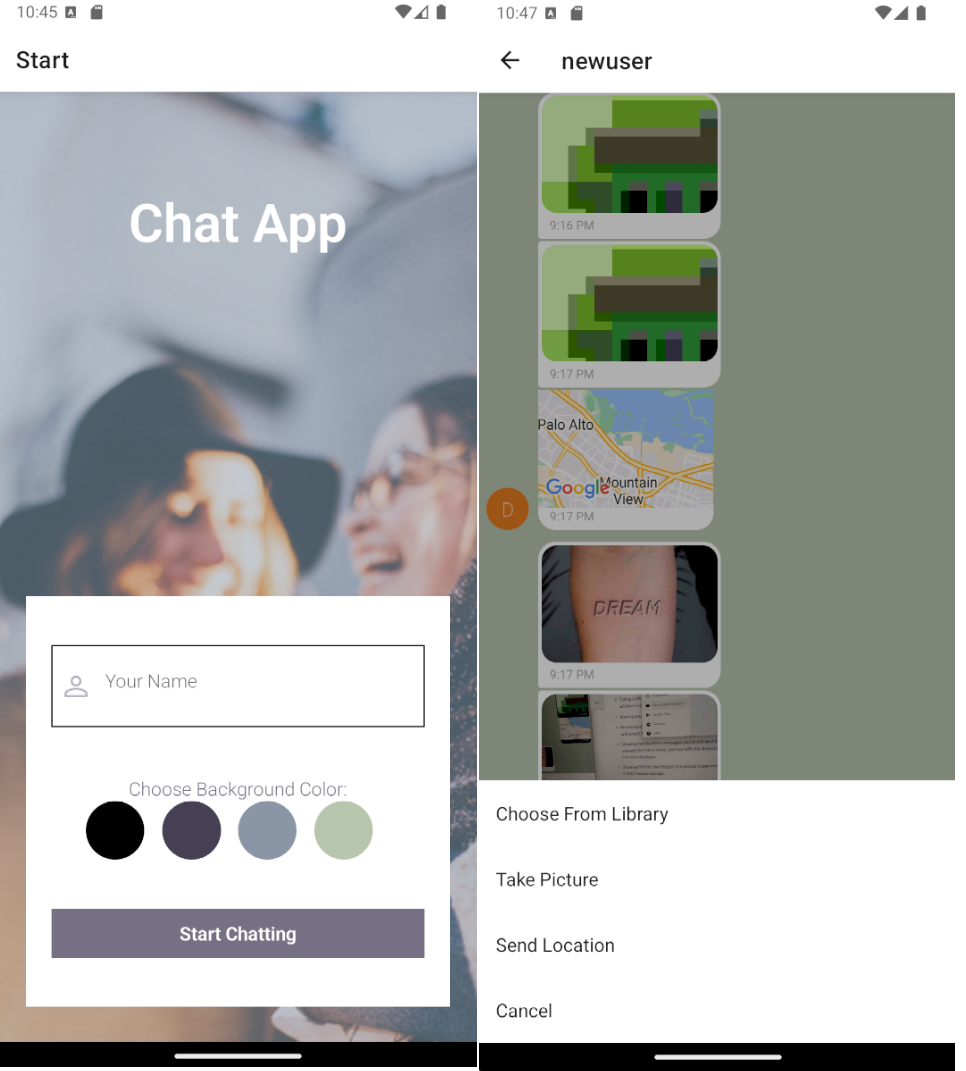 10:45
Start
Chat App
Your Name
Choose Background Color:
Start Chatting
10:47
newuser
9:16 PM
9:17 PM
Palo Alto
Google
Mountain
View
9:17 PM
D
DREAM
9:17 PM
Choose From Library
Take Picture
Send Location
Cancel